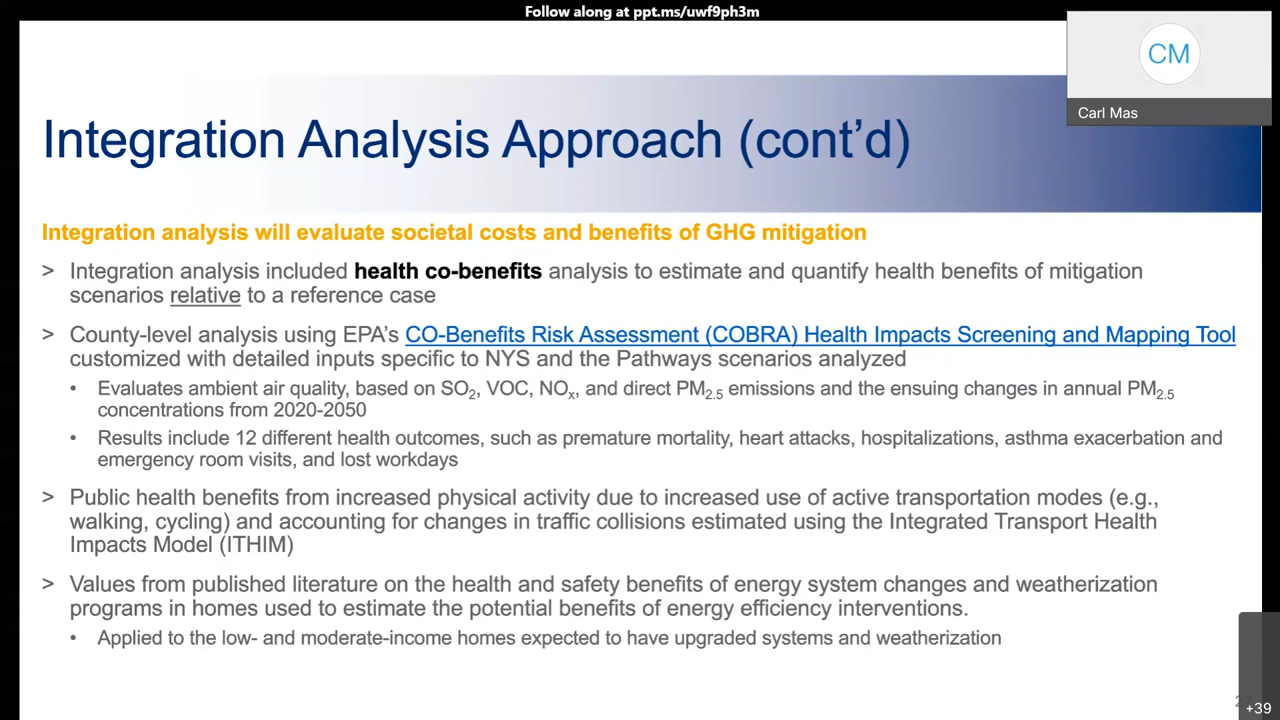 Follow along at ppt.ms/uwf9ph3m
CM
Carl Mas
Integration Analysis Approach (cont’d)
Integration analysis will evaluate societal costs and benefits of GHG mitigation
> Integration analysis included health co-benefits analysis to estimate and quantify health benefits of mitigation
scenarios relative to a reference case
> County-level analysis using EPA’s CO-Benefits Risk Assessment (COBRA) Health Impacts Screening and Mapping Tool
customized with detailed inputs specific to NYS and the Pathways scenarios analyzed
• Evaluates ambient air quality, based on SO2, VOC, NOx, and direct PM2.5 emissions and the ensuing changes in annual PM2.5
concentrations from 2020-2050
• Results include 12 different health outcomes, such as premature mortality, heart attacks, hospitalizations, asthma exacerbation and
emergency room visits, and lost workdays
> Public health benefits from increased physical activity due to increased use of active transportation modes (e.g.,
walking, cycling) and accounting for changes in traffic collisions estimated using the Integrated Transport Health
Impacts Model (ITHIM)
> Values from published literature on the health and safety benefits of energy system changes and weatherization
programs in homes used to estimate the potential benefits of energy efficiency interventions.
• Applied to the low- and moderate-income homes expected to have upgraded systems and weatherization
+39